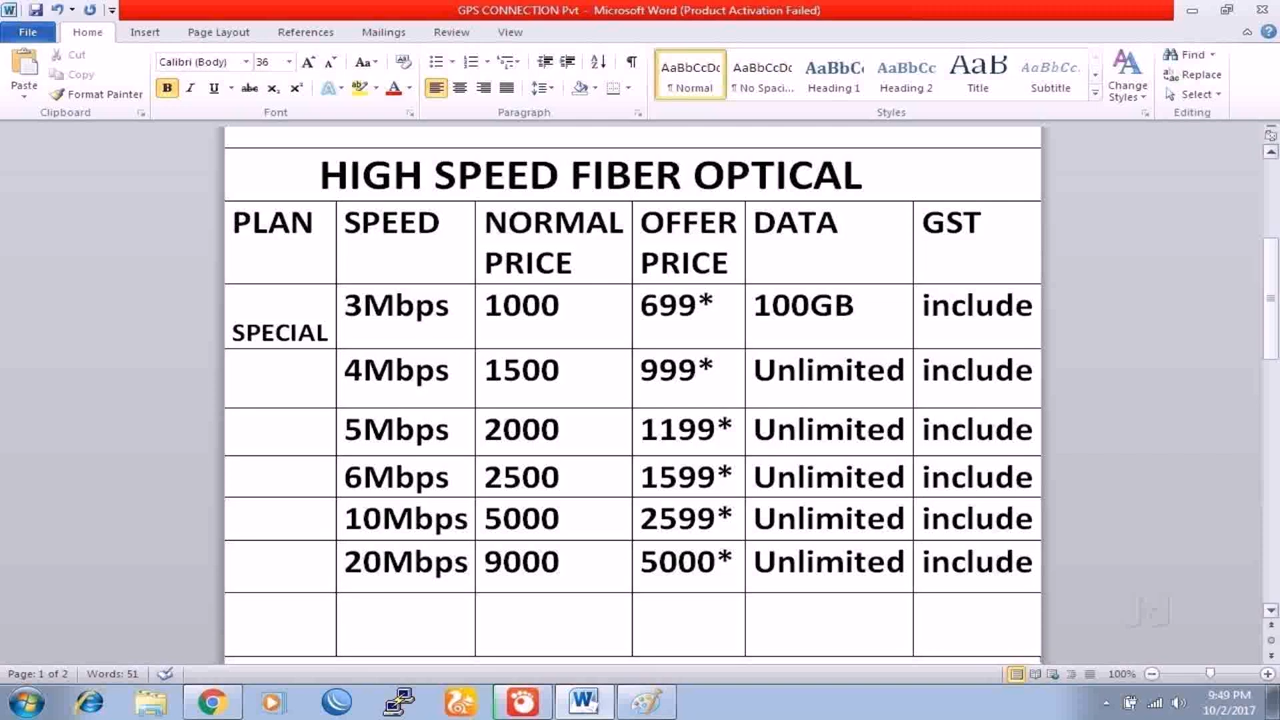 GPS CONNECTION Pvt - Microsoft Word (Product Activation Failed)
File Home Insert Page Layout References Mailings Review View
Cut
Copy
Format Painter
Paste
Calibri (Body) 36
AaBbCcDc AaBbCcDc AaBbCc AaBbCc AaB AaBbCc.
¶ Normal ¶ No Spaci... Heading 1 Heading 2 Title Subtitle
Change Styles
Find
Replace
Select
Clipboard Font Paragraph Styles Editing
HIGH SPEED FIBER OPTICAL
PLAN SPEED NORMAL PRICE OFFER PRICE DATA GST
SPECIAL 3Mbps 1000 699* 100GB include
4Mbps 1500 999* Unlimited include
5Mbps 2000 1199* Unlimited include
6Mbps 2500 1599* Unlimited include
10Mbps 5000 2599* Unlimited include
20Mbps 9000 5000* Unlimited include
Page: 1 of 2 Words: 51 100%
9:49 PM
10/2/2017